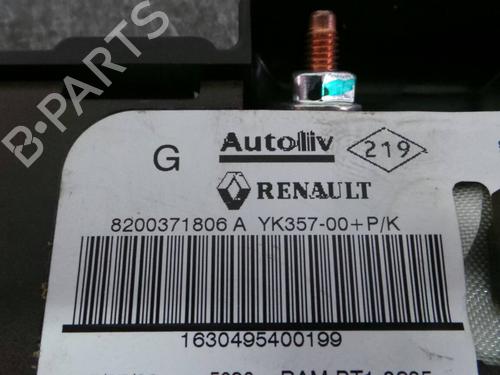 B-PARTS
G
Autoliv
219
RENAULT
8200371806 A YK357-00+P/K
1630495400199